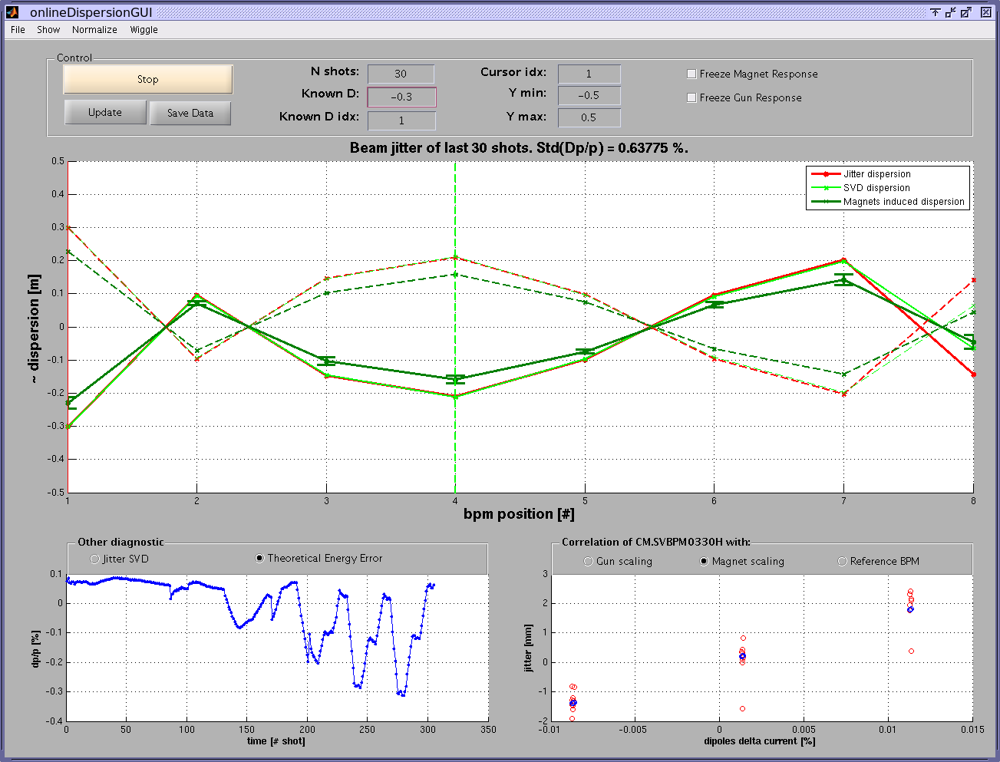 onlineDispersionGUI
File Show Normalize Wiggle
Control
Stop
Update Save Data
N shots: 30
Known D: −0.3
Known D idx: 1
Cursor idx: 1
Y min: −0.5
Y max: 0.5
Freeze Magnet Response
Freeze Gun Response
Beam jitter of last 30 shots. Std(Dp/p) = 0.63775 %.
0.5
0.4
0.3
0.2
0.1
0
-0.1
-0.2
-0.3
-0.4
-0.5
~ dispersion [m]
Jitter dispersion
SVD dispersion
Magnets induced dispersion
1 2 3 4 5 6 7 8
bpm position [#]
Other diagnostic
Jitter SVD Theoretical Energy Error
0.1
0
-0.1
-0.2
-0.3
-0.4
dp/p [%]
0 50 100 150 200 250 300 350
time [# shot]
Correlation of CM.SVBPM0330H with:
Gun scaling Magnet scaling Reference BPM
3
2
1
0
-1
-2
jitter [mm]
-0.01 -0.005 0 0.005 0.01 0.015
dipoles delta current [%]